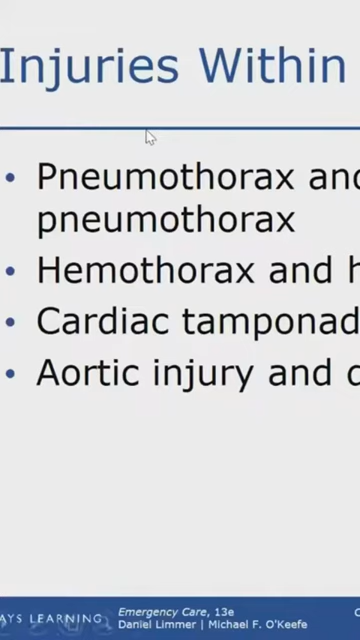 Injuries Within
Pneumothorax and
pneumothorax
Hemothorax and h
Cardiac tamponad
Aortic injury and d
AYS LEARNING
Emergency Care, 13e
Daniel Limmer | Michael F. O'Keefe